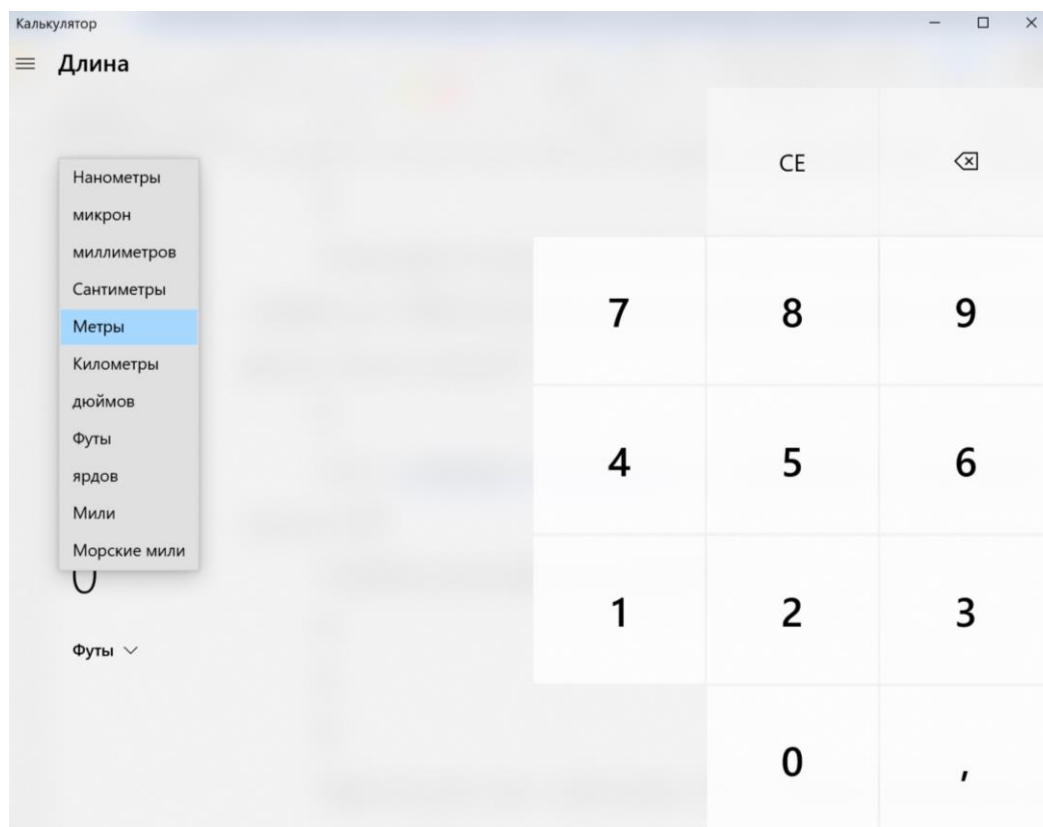 Калькулятор
Длина
CE
Нанометры
микрон
миллиметров
Сантиметры
Метры
Километры
дюймов
Футы
ярдов
Мили
Морские мили
0
Футы
7 8 9
4 5 6
1 2 3
0 ,